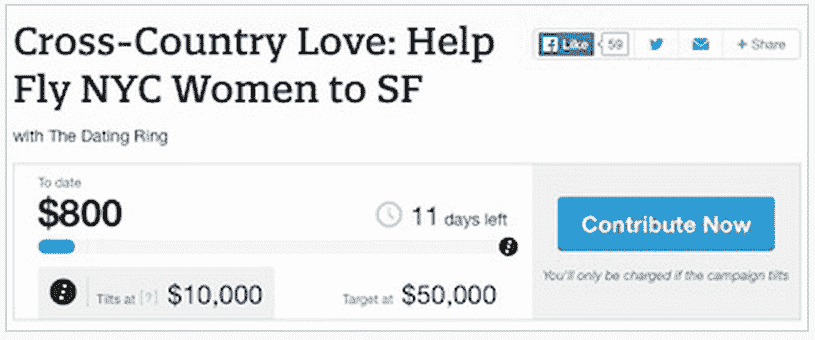 Cross-Country Love: Help
Fly NYC Women to SF
Like 59 + Share
with The Dating Ring
To date
$800
11 days left
Contribute Now
You'll only be charged if the campaign tilts
Tilts at [?] $10,000
Target at $50,000